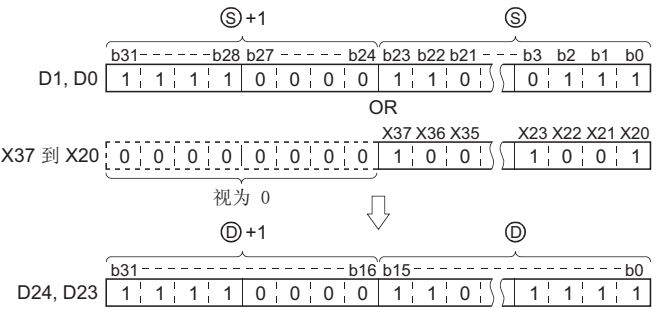 Ⓢ+1 Ⓢ
b31 b28 b27 b24 b23 b22 b21 b3 b2 b1 b0
D1, D0 1 1 1 1 0 0 0 0 1 1 0 0 1 1 1
OR
X37 X36 X35 X23 X22 X21 X20
X37 到 X20 0 0 0 0 0 0 0 0 1 0 0 1 0 0 1
视为 0
Ⓓ+1 Ⓓ
b31 b16 b15 b0
D24, D23 1 1 1 1 0 0 0 0 1 1 0 1 1 1 1